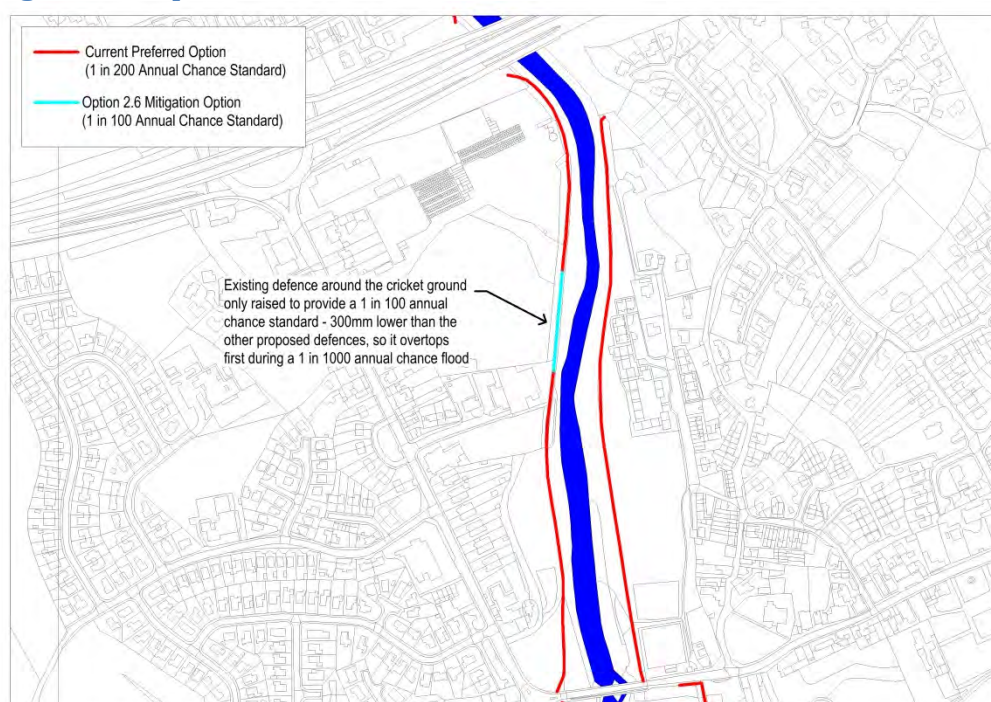 Current Preferred Option
(1 in 200 Annual Chance Standard)
Option 2.6 Mitigation Option
(1 in 100 Annual Chance Standard)
Existing defence around the cricket ground
only raised to provide a 1 in 100 annual
chance standard - 300mm lower than the
other proposed defences, so it overtops
first during a 1 in 1000 annual chance flood